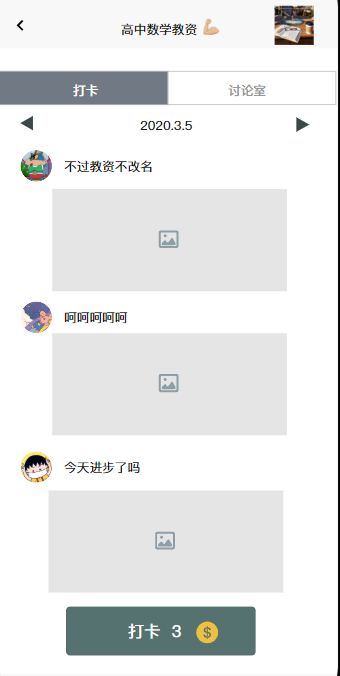 高中数学教资 💪🏼
打卡
讨论室
2020.3.5
不过教资不改名
呵呵呵呵呵
今天进步了吗
打卡 3 $